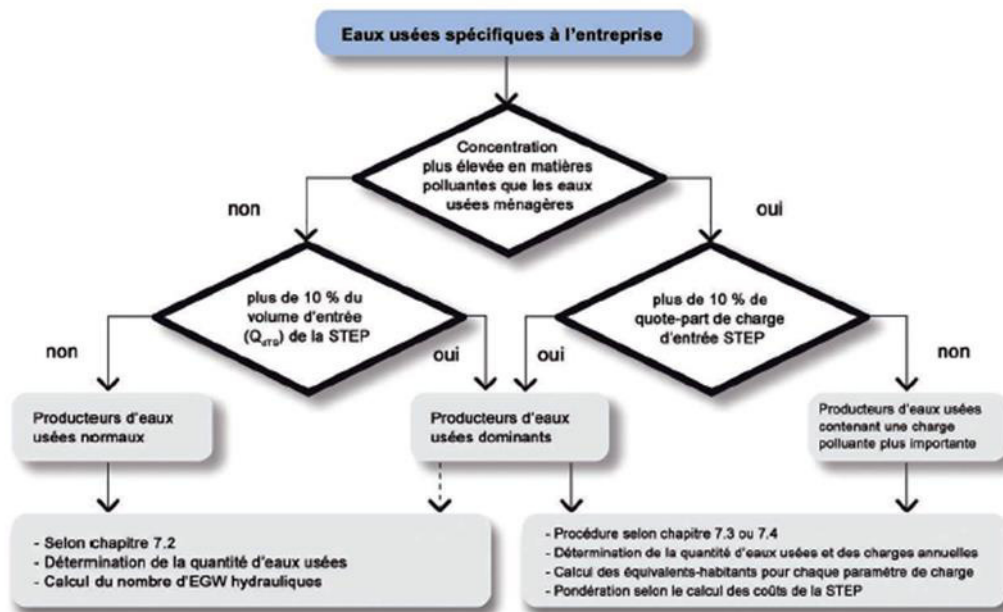 Eaux usées spécifiques à l'entreprise
Concentration
plus élevée en matières
polluantes que les eaux
usées ménagères
non
oui
plus de 10 % du
volume d'entrée
(QdTB) de la STEP
plus de 10 % de
quote-part de charge
d'entrée STEP
non
oui
oui
non
Producteurs d'eaux
usées normaux
Producteurs d'eaux
usées dominants
Producteurs d'eaux usées
contenant une charge
polluante plus importante
- Selon chapitre 7.2
- Détermination de la quantité d'eaux usées
- Calcul du nombre d'EGW hydrauliques
- Procédure selon chapitre 7.3 ou 7.4
- Détermination de la quantité d'eaux usées et des charges annuelles
- Calcul des équivalents-habitants pour chaque paramètre de charge
- Pondération selon le calcul des coûts de la STEP